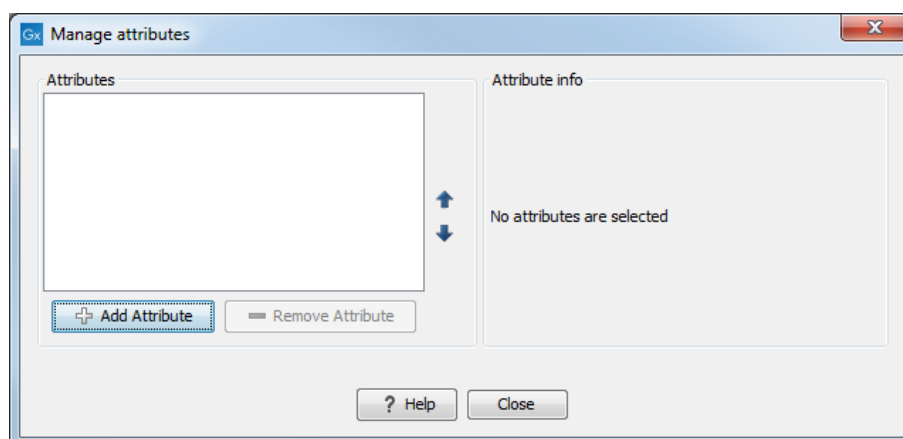 Gx Manage attributes
Attributes
Attribute info
No attributes are selected
Add Attribute
Remove Attribute
? Help
Close